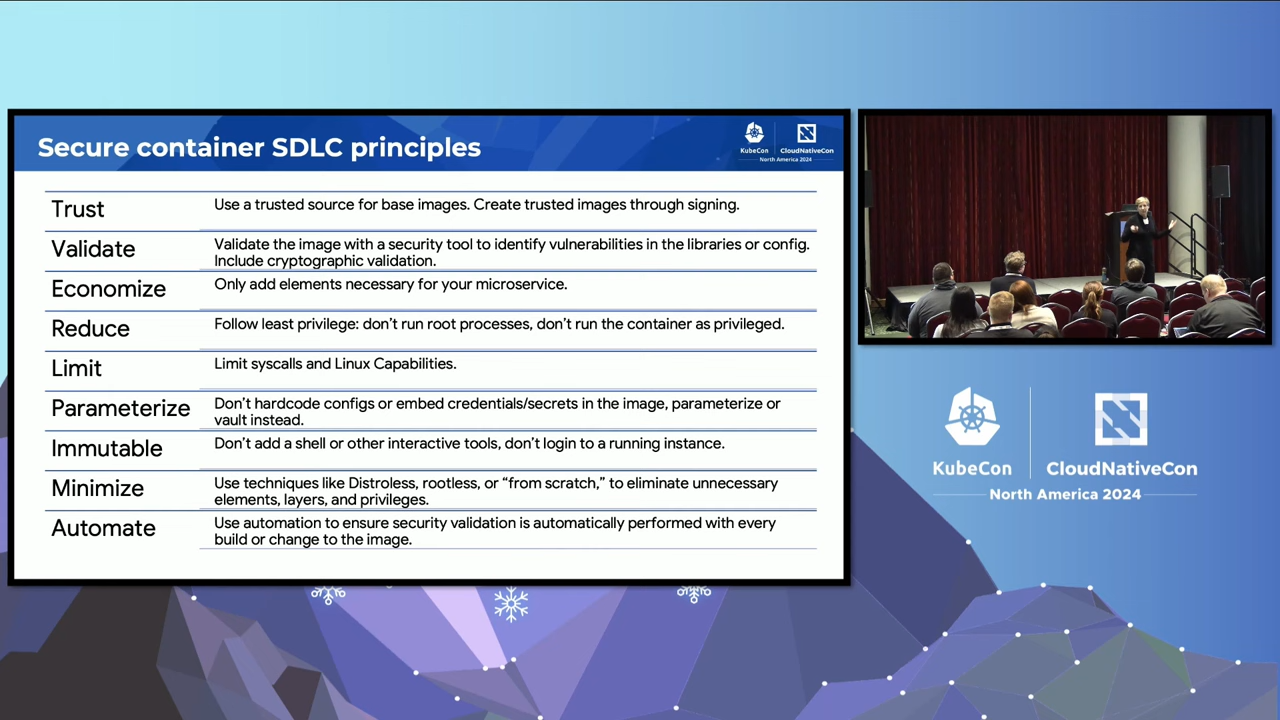 Secure container SDLC principles
KubeCon
CloudNativeCon
North America 2024
Trust
Use a trusted source for base images. Create trusted images through signing.
Validate
Validate the image with a security tool to identify vulnerabilities in the libraries or config.
Include cryptographic validation.
Economize
Only add elements necessary for your microservice.
Reduce
Follow least privilege: don't run root processes, don't run the container as privileged.
Limit
Limit syscalls and Linux Capabilities.
Parameterize
Don't hardcode configs or embed credentials/secrets in the image, parameterize or
vault instead.
Immutable
Don't add a shell or other interactive tools, don't login to a running instance.
Minimize
Use techniques like Distroless, rootless, or “from scratch,” to eliminate unnecessary
elements, layers, and privileges.
Automate
Use automation to ensure security validation is automatically performed with every
build or change to the image.
KubeCon
CloudNativeCon
North America 2024